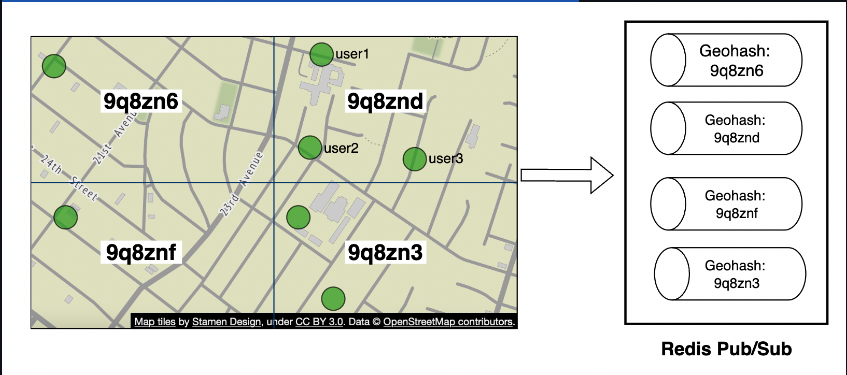 user1
9q8zn6
9q8znd
21st Avenue
user2
user3
24th Street
23rd Avenue
9q8znf
9q8zn3
Map tiles by Stamen Design, under CC BY 3.0. Data © OpenStreetMap contributors.
Geohash:
9q8zn6
Geohash:
9q8znd
Geohash:
9q8znf
Geohash:
9q8zn3
Redis Pub/Sub